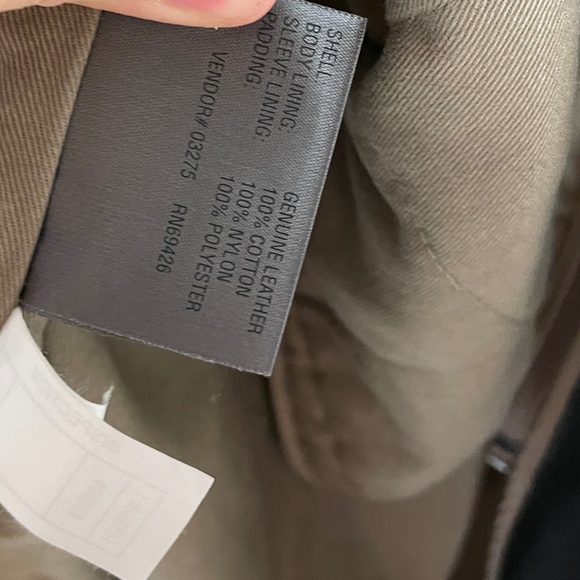 SHELL GENUINE LEATHER
BODY LINING: 100% COTTON
SLEEVE LINING: 100% NYLON
PADDING: 100% POLYESTER
VENDOR# 03275 RN69426